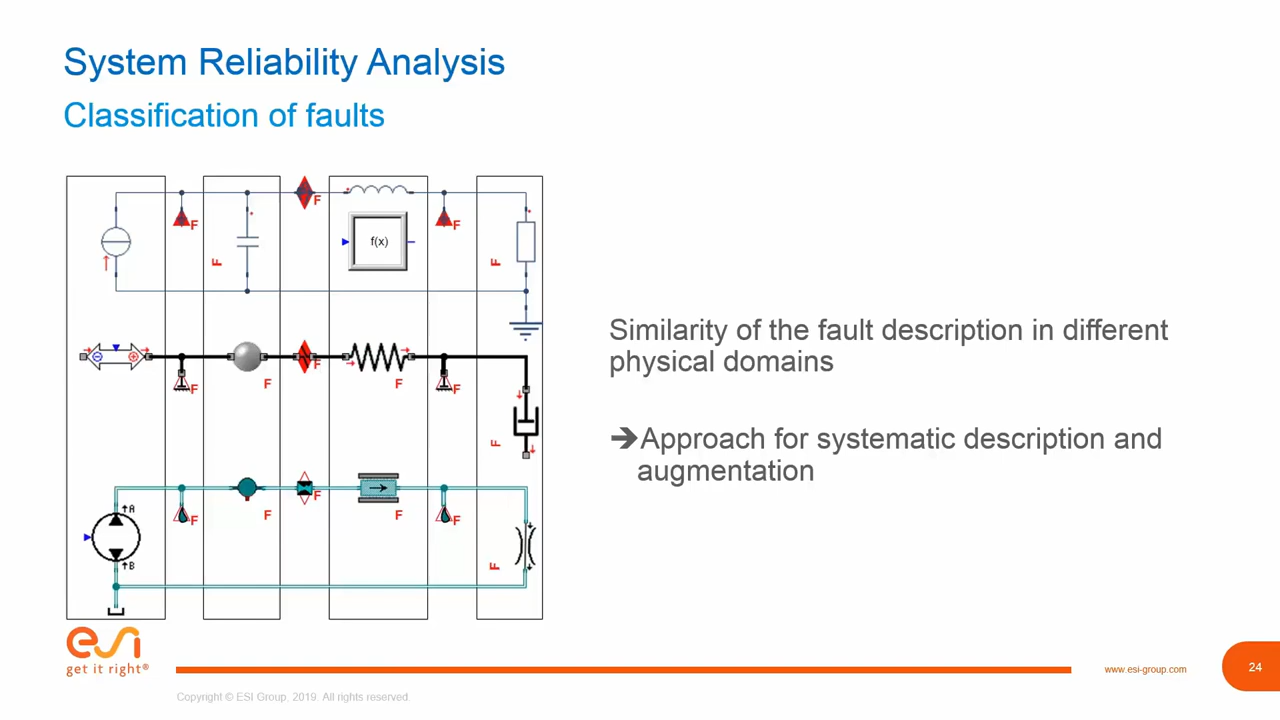 System Reliability Analysis
Classification of faults
F
F
F
F
f(x)
F
F
F
F
F
F
F
F
F
F
F
F
F
F
A
B
F
Similarity of the fault description in different
physical domains
➔Approach for systematic description and
augmentation
esi
get it right®
www.esi-group.com
24
Copyright © ESI Group, 2019. All rights reserved.